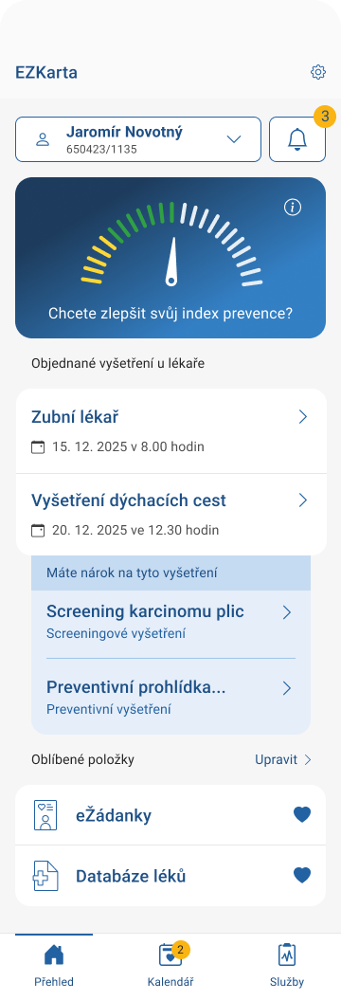 EZKarta
Jaromír Novotný
650423/1135
3
i
Chcete zlepšit svůj index prevence?
Objednané vyšetření u lékaře
Zubní lékař
15. 12. 2025 v 8.00 hodin
Vyšetření dýchacích cest
20. 12. 2025 ve 12.30 hodin
Máte nárok na tyto vyšetření
Screening karcinomu plic
Screeningové vyšetření
Preventivní prohlídka...
Preventivní vyšetření
Oblíbené položky
Upravit
eŽádanky
Databáze léků
2
Přehled
Kalendář
Služby